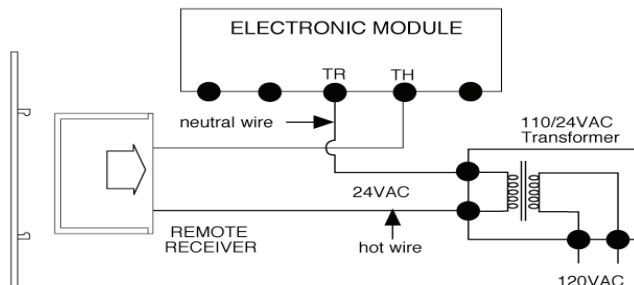 ELECTRONIC MODULE
TR
TH
neutral wire
110/24VAC
Transformer
24VAC
REMOTE
RECEIVER
hot wire
120VAC